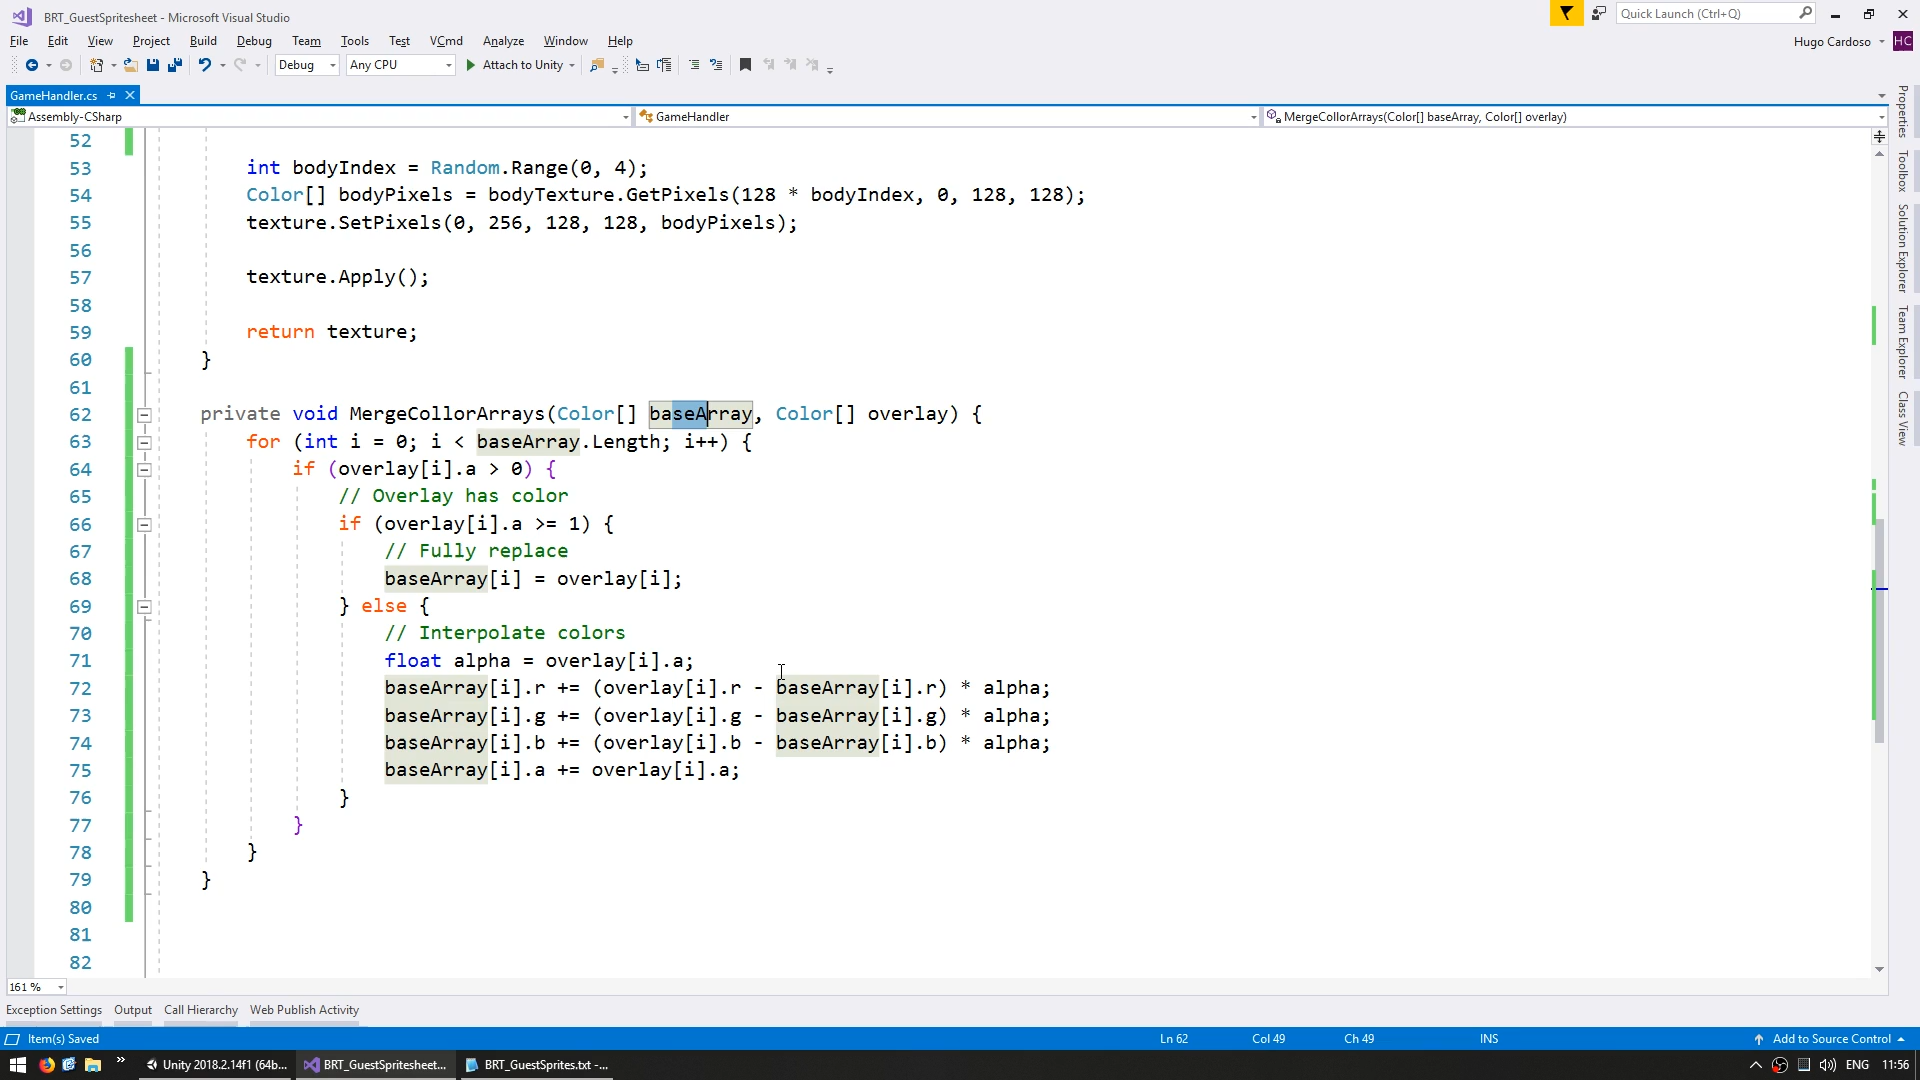 BRT_GuestSpritesheet - Microsoft Visual Studio
Quick Launch (Ctrl+Q)
File Edit View Project Build Debug Team Tools Test VCmd Analyze Window Help
Hugo Cardoso HC
Debug Any CPU Attach to Unity
GameHandler.cs
Assembly-CSharp GameHandler MergeCollorArrays(Color[] baseArray, Color[] overlay)
52
53 int bodyIndex = Random.Range(0, 4);
54 Color[] bodyPixels = bodyTexture.GetPixels(128 * bodyIndex, 0, 128, 128);
55 texture.SetPixels(0, 256, 128, 128, bodyPixels);
56
57 texture.Apply();
58
59 return texture;
60 }
61
62 private void MergeCollorArrays(Color[] baseArray, Color[] overlay) {
63 for (int i = 0; i < baseArray.Length; i++) {
64 if (overlay[i].a > 0) {
65 // Overlay has color
66 if (overlay[i].a >= 1) {
67 // Fully replace
68 baseArray[i] = overlay[i];
69 } else {
70 // Interpolate colors
71 float alpha = overlay[i].a;
72 baseArray[i].r += (overlay[i].r - baseArray[i].r) * alpha;
73 baseArray[i].g += (overlay[i].g - baseArray[i].g) * alpha;
74 baseArray[i].b += (overlay[i].b - baseArray[i].b) * alpha;
75 baseArray[i].a += overlay[i].a;
76 }
77 }
78 }
79 }
80
81
82
Properties
Toolbox
Solution Explorer
Team Explorer
Class View
161 %
Exception Settings Output Call Hierarchy Web Publish Activity
Item(s) Saved Ln 62 Col 49 Ch 49 INS Add to Source Control
Unity 2018.2.14f1 (64b... BRT_GuestSpritesheet... BRT_GuestSprites.txt -... ENG 11:56